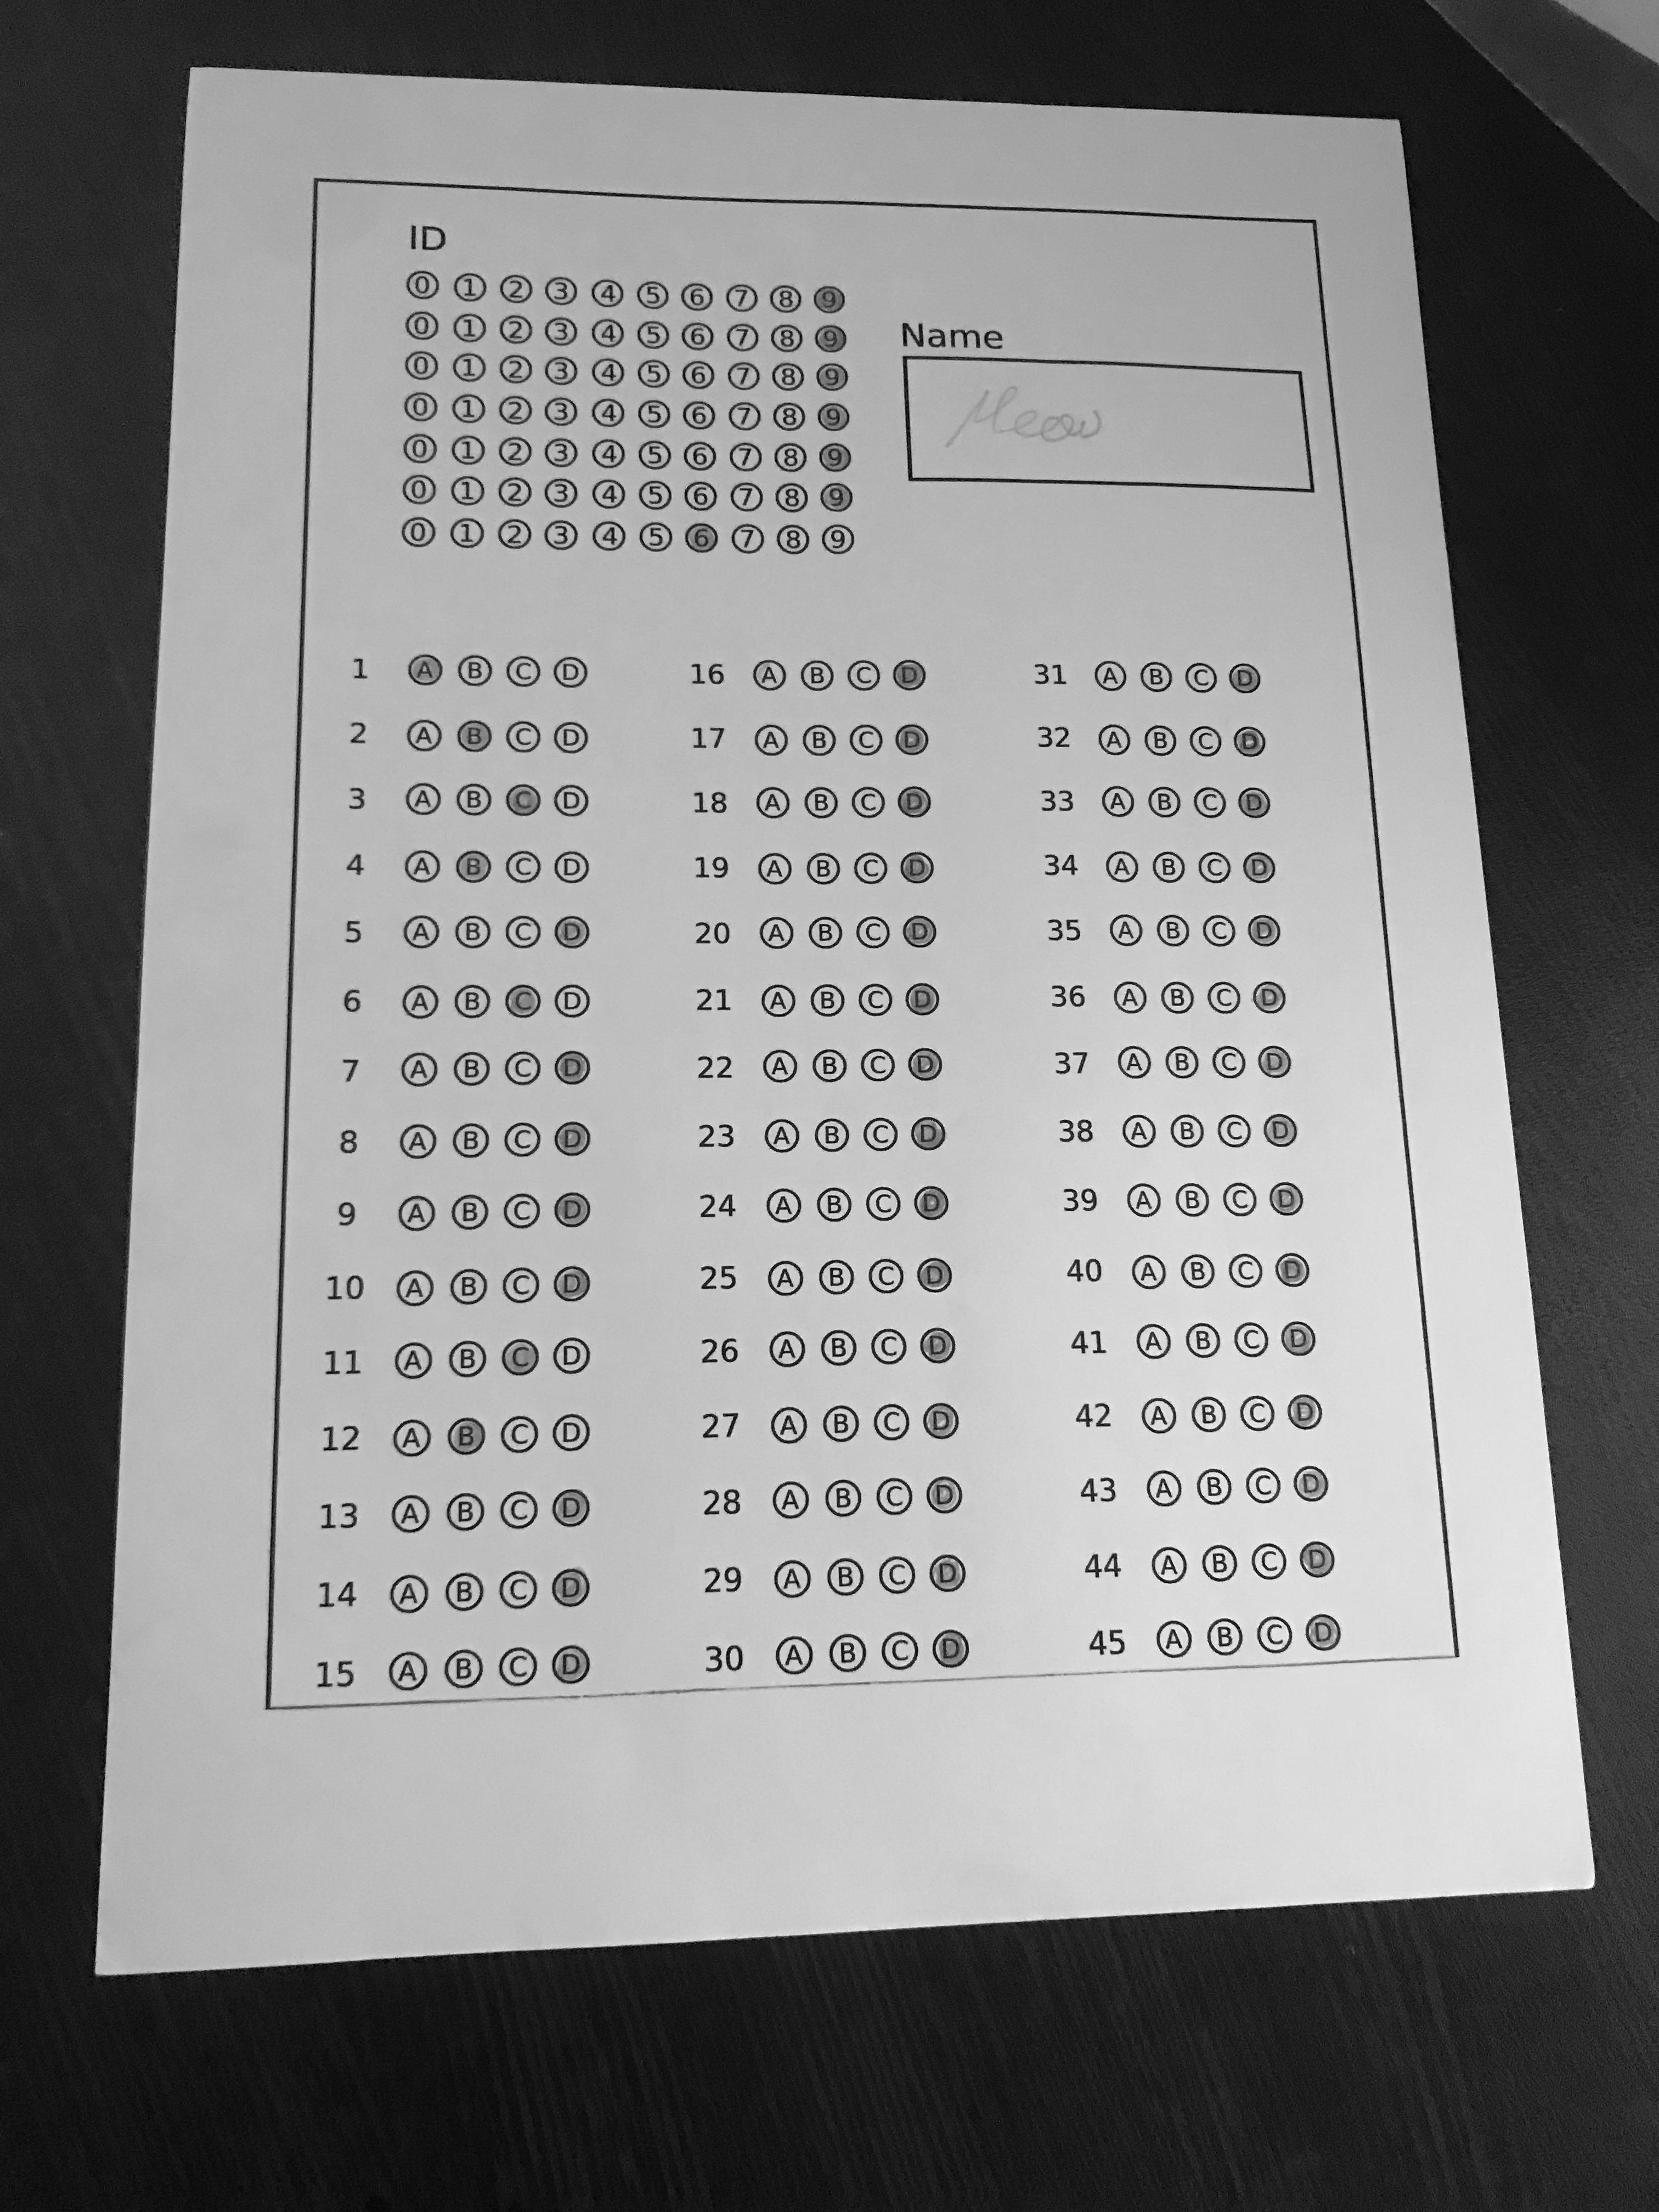 ID
0 1 2 3 4 5 6 7 8 9
0 1 2 3 4 5 6 7 8 9
0 1 2 3 4 5 6 7 8 9
0 1 2 3 4 5 6 7 8 9
0 1 2 3 4 5 6 7 8 9
0 1 2 3 4 5 6 7 8 9
0 1 2 3 4 5 6 7 8 9
Name
Meow
1 A B C D
2 A B C D
3 A B C D
4 A B C D
5 A B C D
6 A B C D
7 A B C D
8 A B C D
9 A B C D
10 A B C D
11 A B C D
12 A B C D
13 A B C D
14 A B C D
15 A B C D
16 A B C D
17 A B C D
18 A B C D
19 A B C D
20 A B C D
21 A B C D
22 A B C D
23 A B C D
24 A B C D
25 A B C D
26 A B C D
27 A B C D
28 A B C D
29 A B C D
30 A B C D
31 A B C D
32 A B C D
33 A B C D
34 A B C D
35 A B C D
36 A B C D
37 A B C D
38 A B C D
39 A B C D
40 A B C D
41 A B C D
42 A B C D
43 A B C D
44 A B C D
45 A B C D